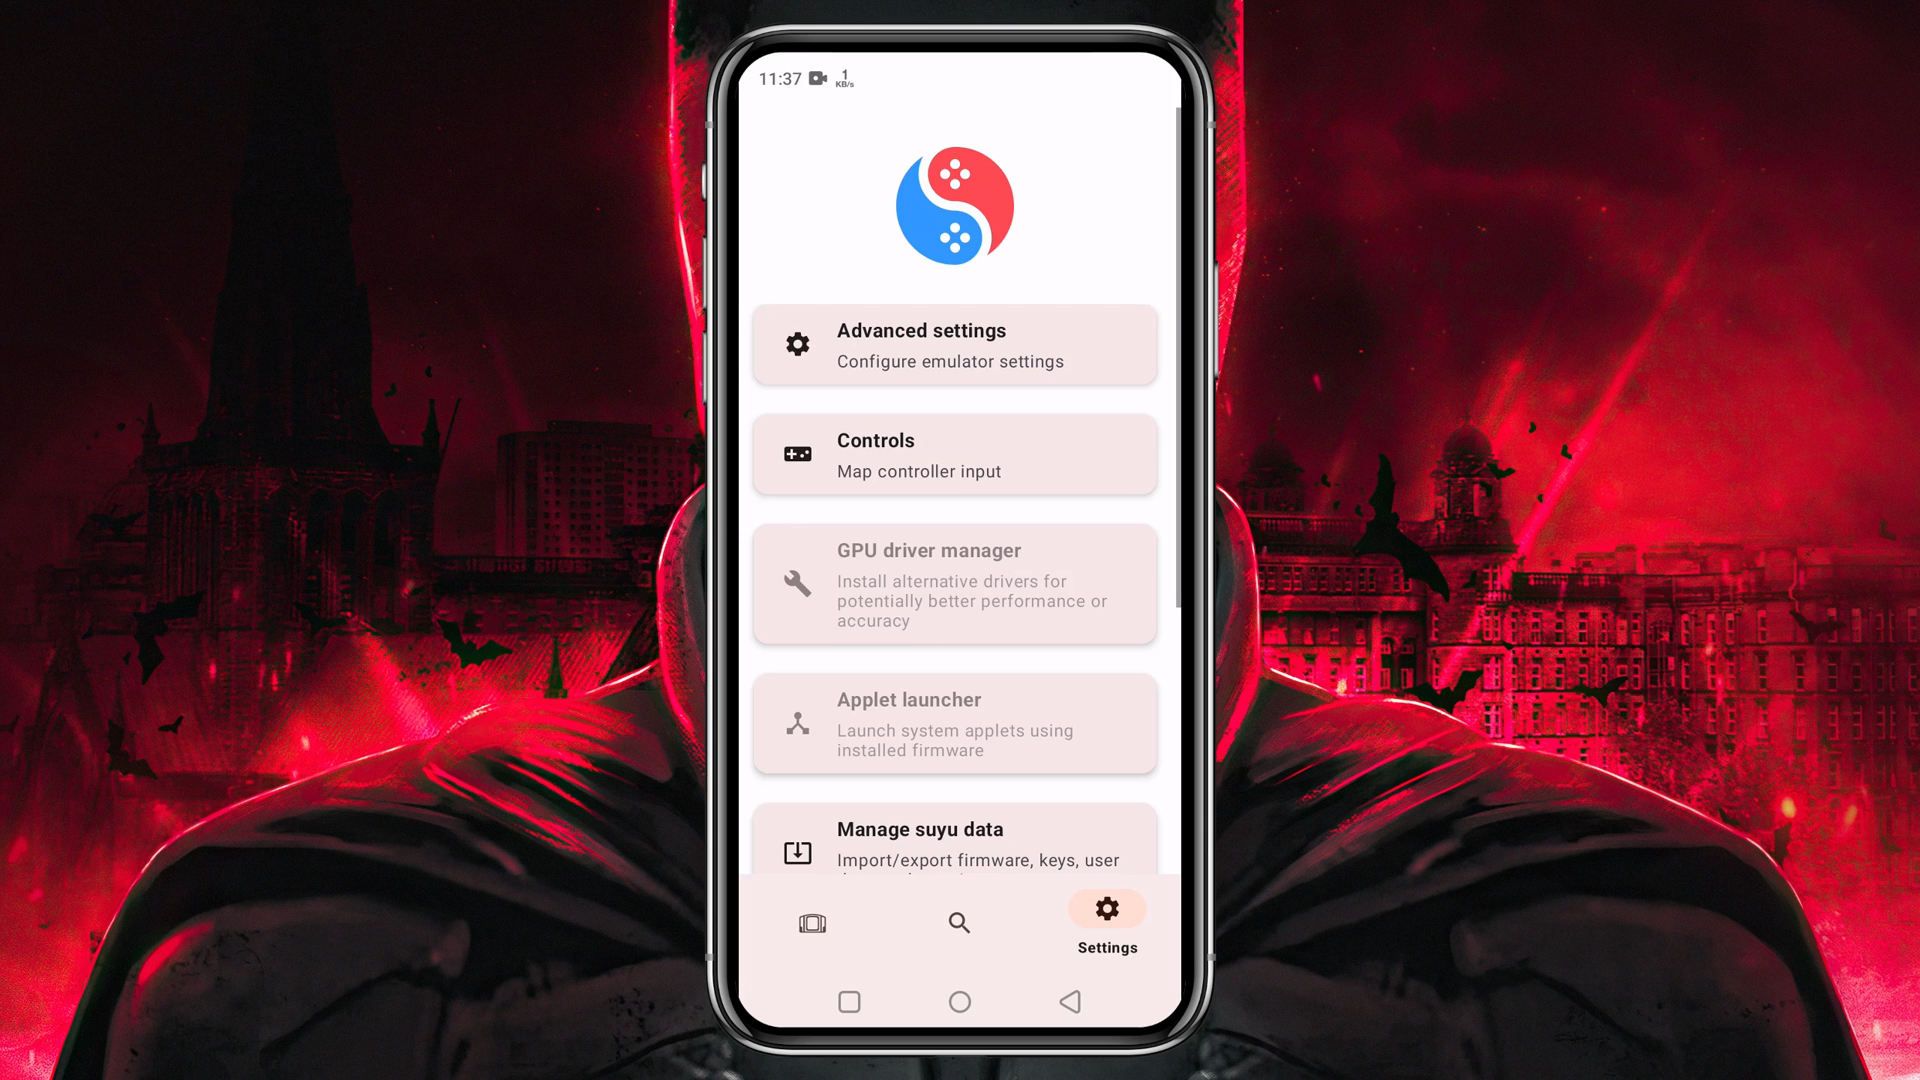 11:37 1 KB/s
Advanced settings
Configure emulator settings
Controls
Map controller input
GPU driver manager
Install alternative drivers for
potentially better performance or
accuracy
Applet launcher
Launch system applets using
installed firmware
Manage suyu data
Import/export firmware, keys, user
Settings